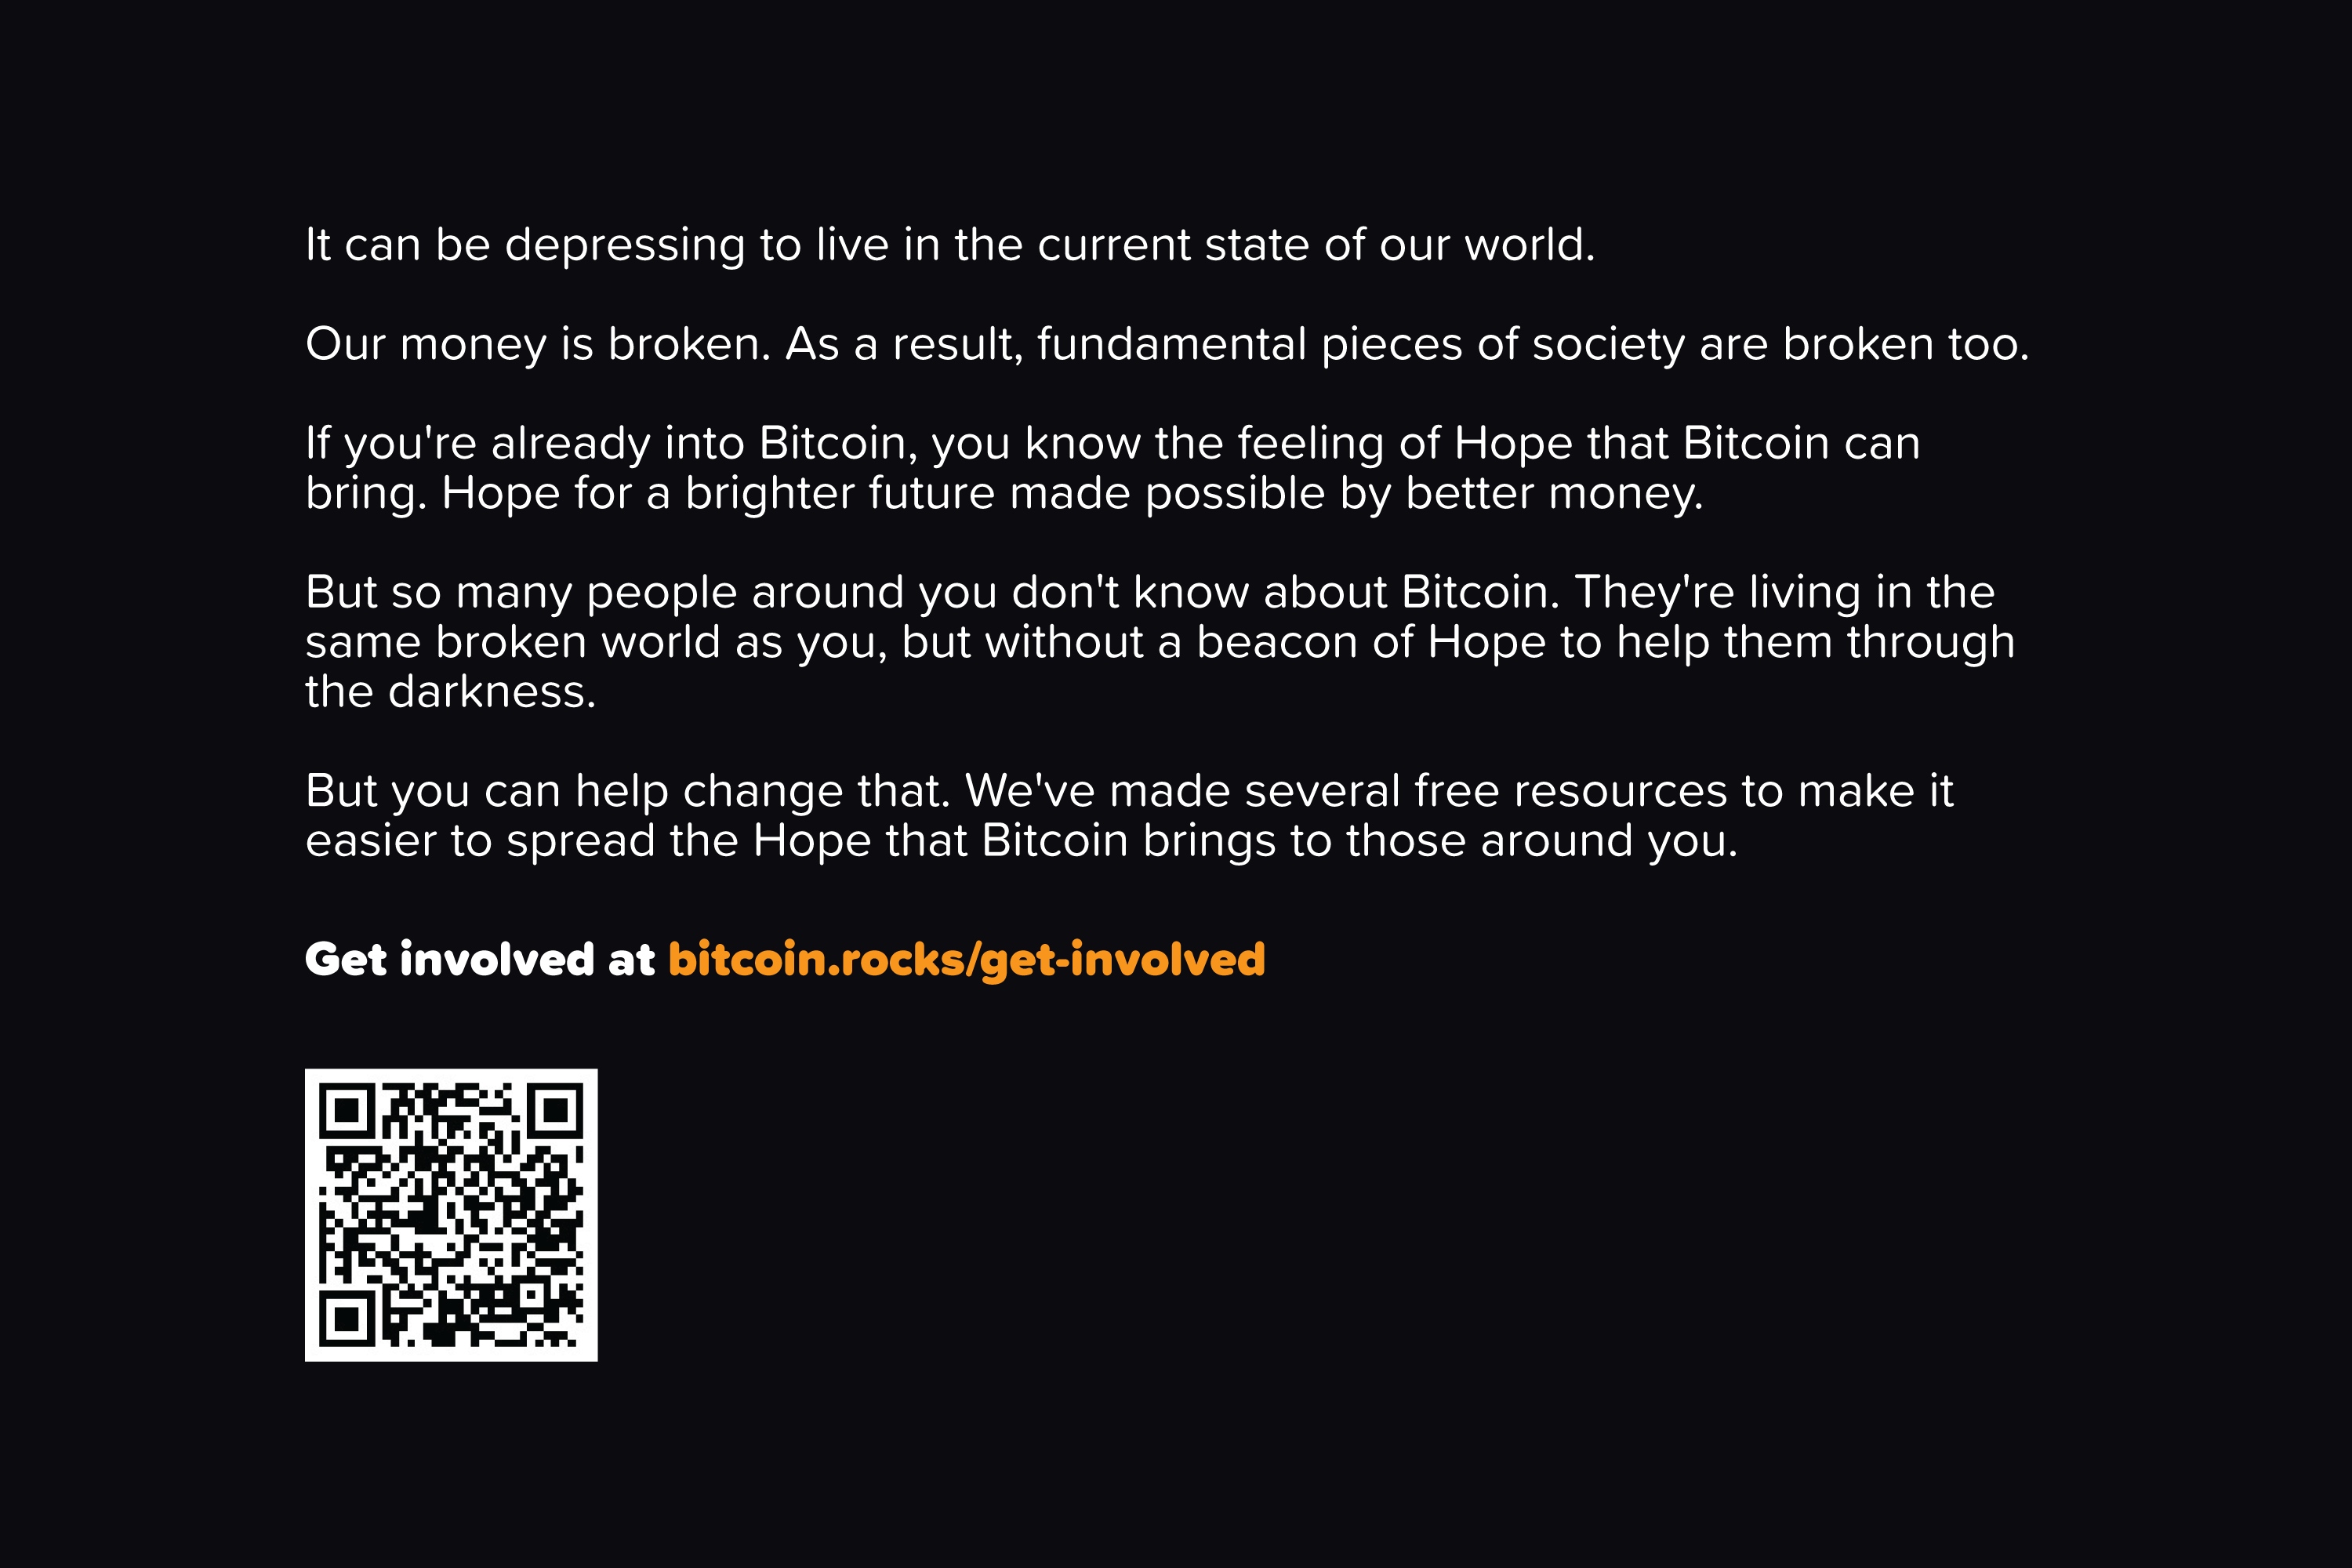 It can be depressing to live in the current state of our world.
Our money is broken. As a result, fundamental pieces of society are broken too.
If you're already into Bitcoin, you know the feeling of Hope that Bitcoin can
bring. Hope for a brighter future made possible by better money.
But so many people around you don't know about Bitcoin. They're living in the
same broken world as you, but without a beacon of Hope to help them through
the darkness.
But you can help change that. We've made several free resources to make it
easier to spread the Hope that Bitcoin brings to those around you.
Get involved at bitcoin.rocks/get-involved